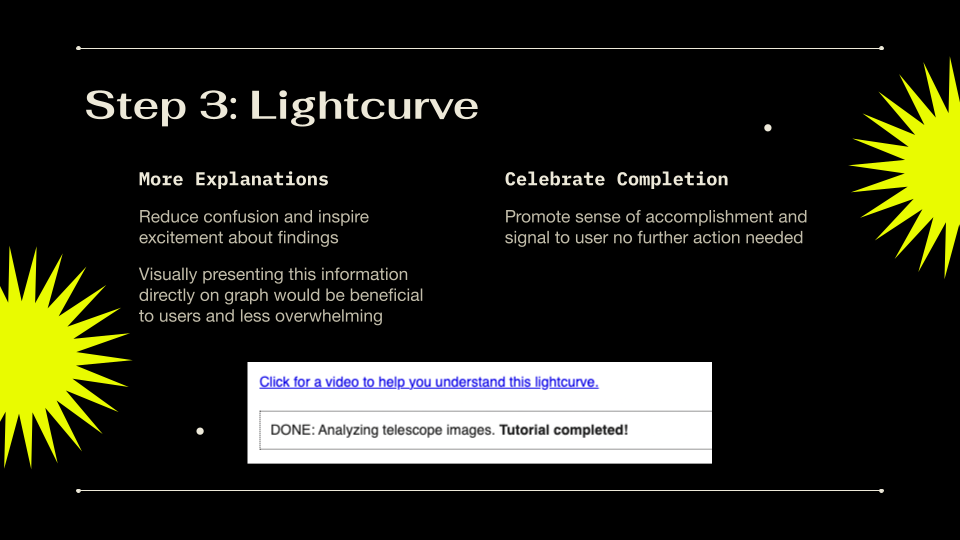 Step 3: Lightcurve
More Explanations
Reduce confusion and inspire
excitement about findings
Visually presenting this information
directly on graph would be beneficial
to users and less overwhelming
Celebrate Completion
Promote sense of accomplishment and
signal to user no further action needed
Click for a video to help you understand this lightcurve.
DONE: Analyzing telescope images. Tutorial completed!